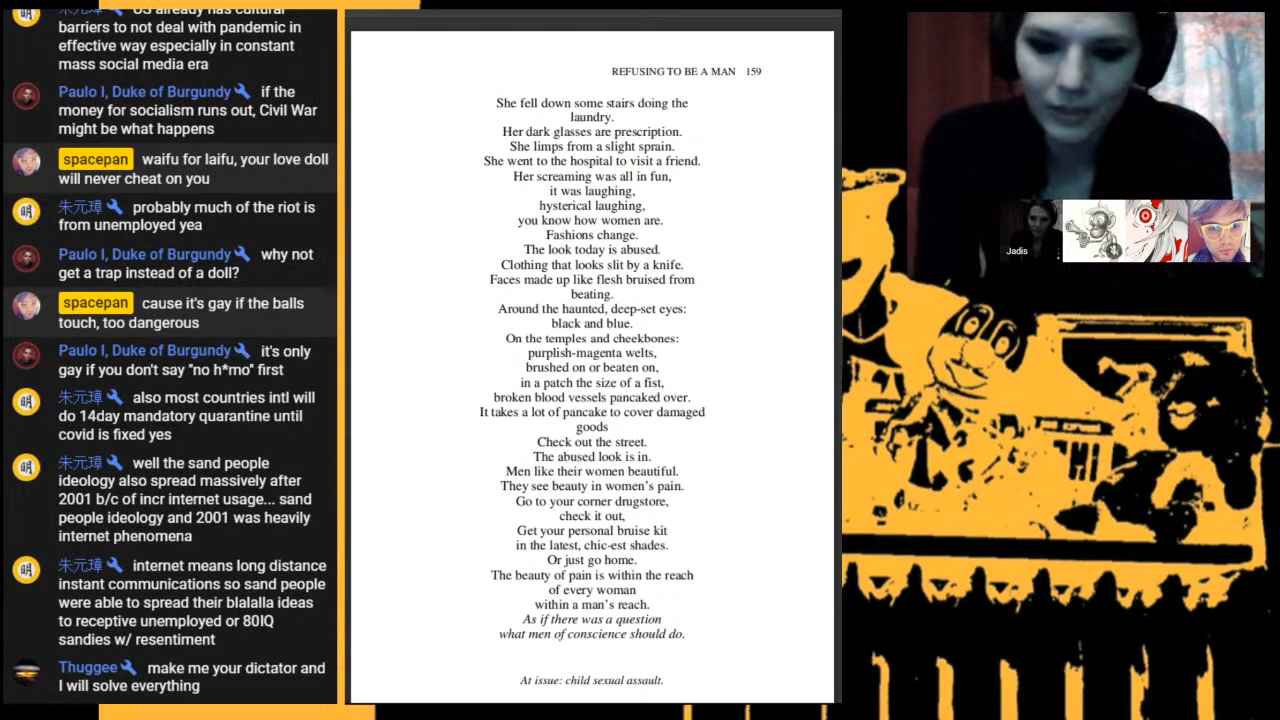 朱元璋 US already has cultural
barriers to not deal with pandemic in
effective way especially in constant
mass social media era
Paulo I, Duke of Burgundy if the
money for socialism runs out, Civil War
might be what happens
spacepan waifu for laifu, your love doll
will never cheat on you
朱元璋 probably much of the riot is
from unemployed yea
Paulo I, Duke of Burgundy why not
get a trap instead of a doll?
spacepan cause it's gay if the balls
touch, too dangerous
Paulo I, Duke of Burgundy it's only
gay if you don't say "no h*mo" first
朱元璋 also most countries intl will
do 14day mandatory quarantine until
covid is fixed yes
朱元璋 well the sand people
ideology also spread massively after
2001 b/c of incr internet usage... sand
people ideology and 2001 was heavily
internet phenomena
朱元璋 internet means long distance
instant communications so sand people
were able to spread their blalalla ideas
to receptive unemployed or 80IQ
sandies w/ resentiment
Thuggee make me your dictator and
I will solve everything
REFUSING TO BE A MAN 159
She fell down some stairs doing the
laundry.
Her dark glasses are prescription.
She limps from a slight sprain.
She went to the hospital to visit a friend.
Her screaming was all in fun,
it was laughing,
hysterical laughing,
you know how women are.
Fashions change.
The look today is abused.
Clothing that looks slit by a knife.
Faces made up like flesh bruised from
beating.
Around the haunted, deep-set eyes:
black and blue.
On the temples and cheekbones:
purplish-magenta welts,
brushed on or beaten on,
in a patch the size of a fist,
broken blood vessels pancaked over.
It takes a lot of pancake to cover damaged
goods
Check out the street.
The abused look is in.
Men like their women beautiful.
They see beauty in women's pain.
Go to your corner drugstore,
check it out,
Get your personal bruise kit
in the latest, chic-est shades.
Or just go home.
The beauty of pain is within the reach
of every woman
within a man's reach.
As if there was a question
what men of conscience should do.
At issue: child sexual assault.
Jadis